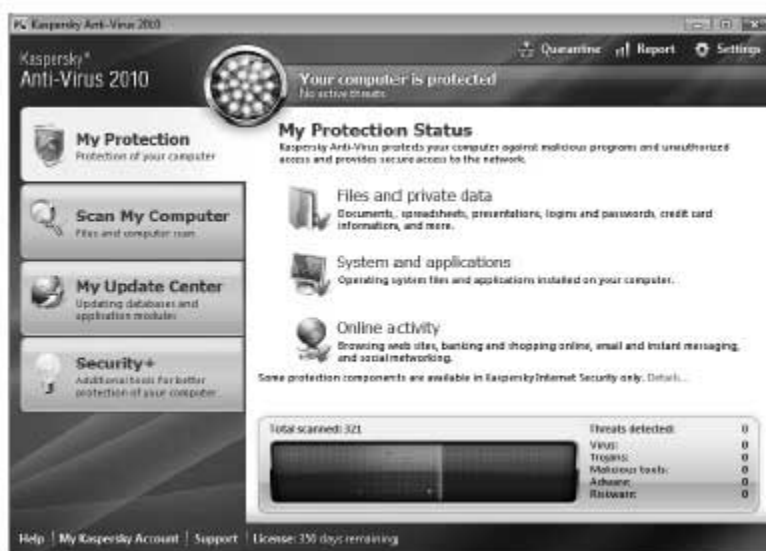 Kaspersky Anti-Virus 2010
Kaspersky
Anti-Virus 2010
Quarantine Report Settings
Your computer is protected
No active threats
My Protection
Protection of your computer
Scan My Computer
Files and computer scan
My Update Center
Updating databases and
application modules
Security+
Additional tools for better
protection of your computer
My Protection Status
Kaspersky Anti-Virus protects your computer against malicious programs and unauthorized
access and provides secure access to the network.
Files and private data
Documents, spreadsheets, presentations, logins and passwords, credit card
informations, and more.
System and applications
Operating system files and applications installed on your computer.
Online activity
Browsing web sites, banking and shopping online, email and instant messaging,
and social networking.
Some protection components are available in Kaspersky Internet Security only. Details...
Total scanned: 321
Threats detected: 0
Virus: 0
Trojans: 0
Malicious tools: 0
Adware: 0
Riskware: 0
Help | My Kaspersky Account | Support | License: 350 days remaining